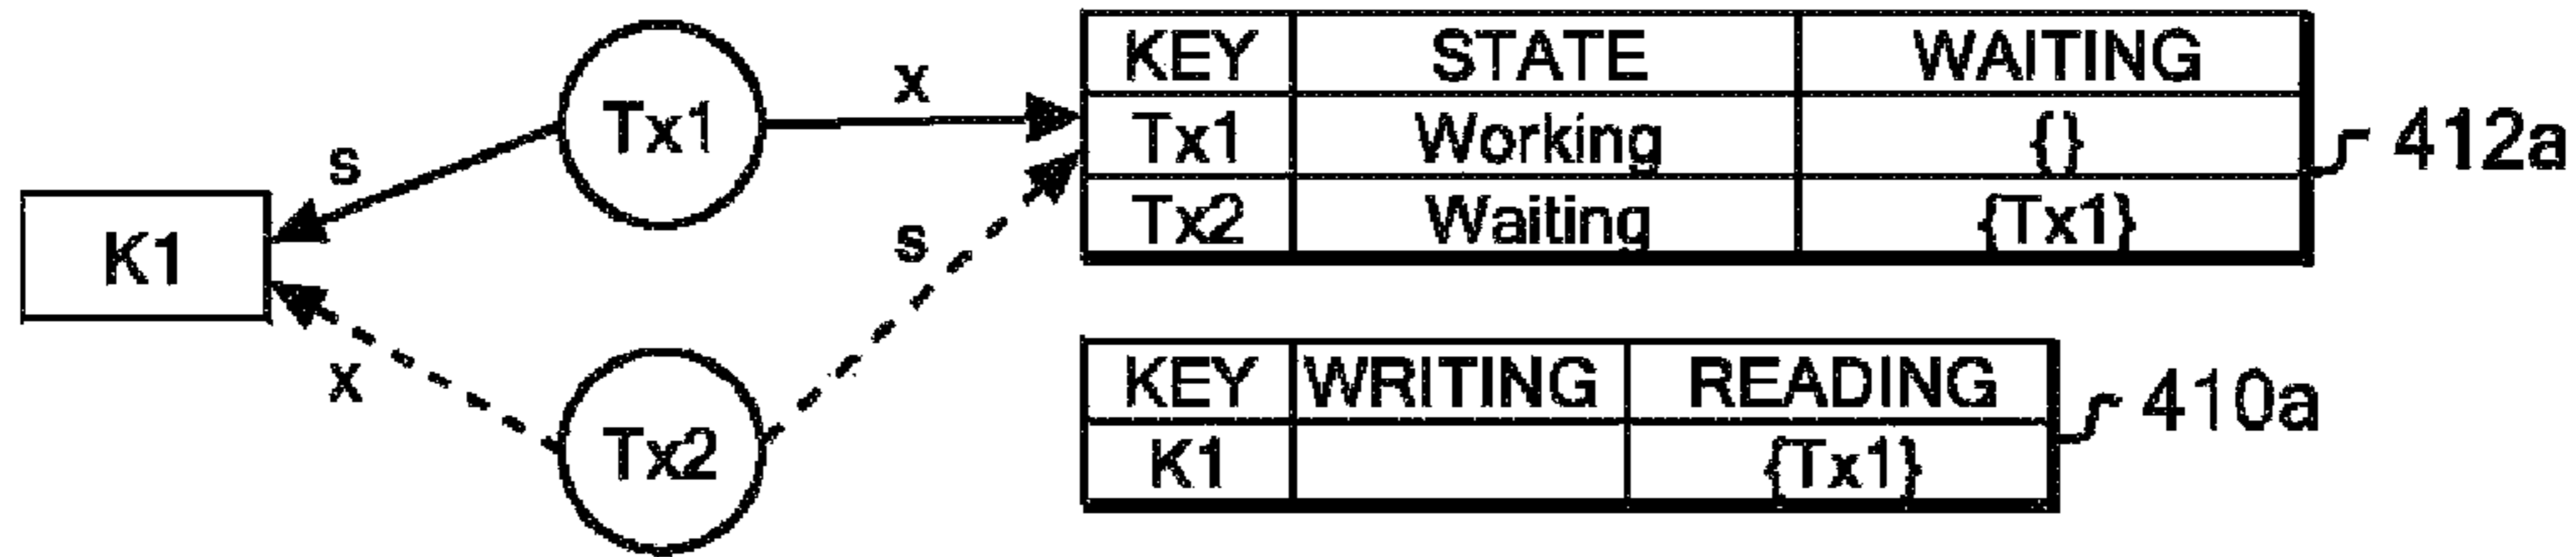 KEY STATE WAITING
Tx1 Working {}
Tx2 Waiting {Tx1}
412a
Tx1
x
s
K1
s
x
Tx2
KEY WRITING READING
K1 {Tx1}
410a